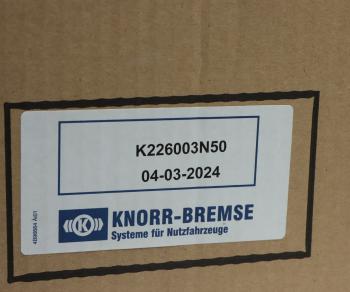 K226003N50
04-03-2024
KNORR-BREMSE
Systeme für Nutzfahrzeuge